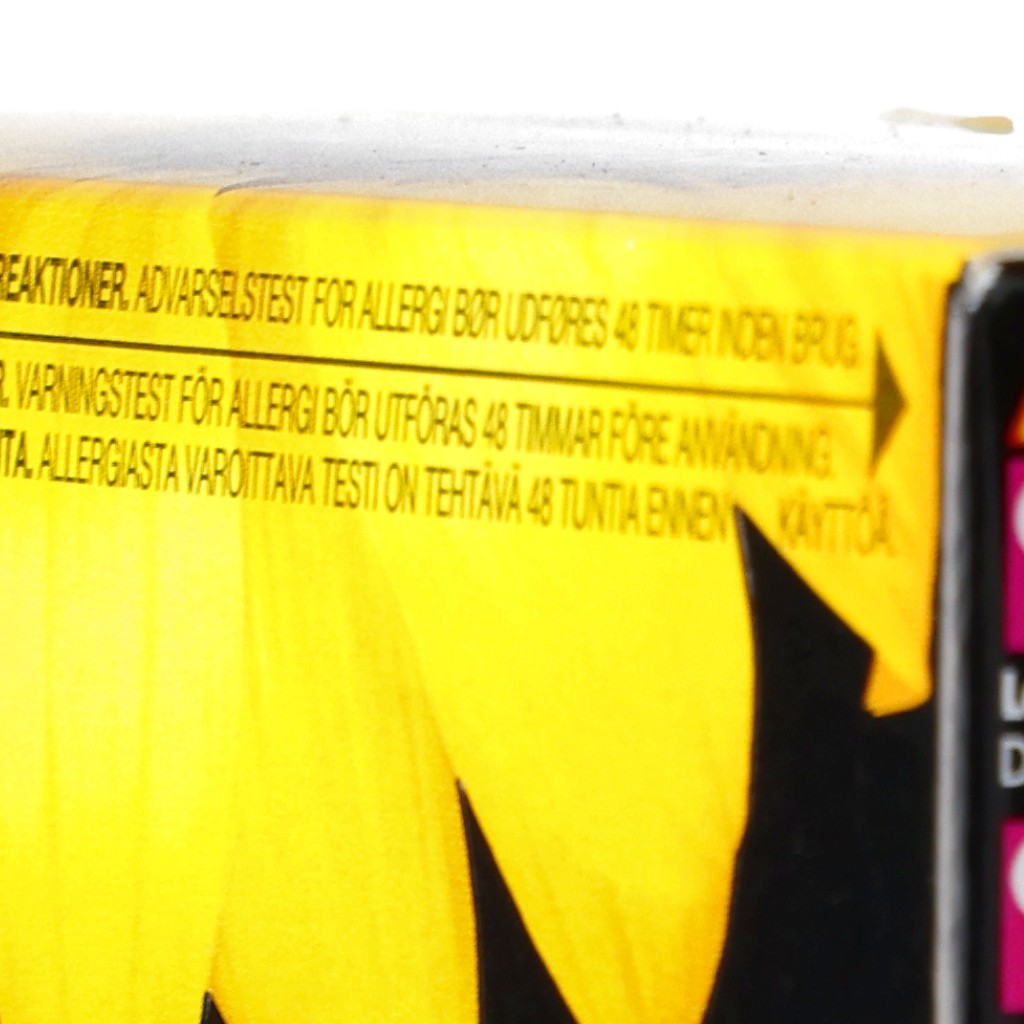 REAKTIONER. ADVARSELSTEST FOR ALLERGI BØR UDFØRES 48 TIMER INDEN BRUG.
R. VARNINGSTEST FÖR ALLERGI BÖR UTFÖRAS 48 TIMMAR FÖRE ANVÄNDNING.
ITA. ALLERGIASTA VAROITTAVA TESTI ON TEHTÄVÄ 48 TUNTIA ENNEN KÄYTTÖÄ.
D